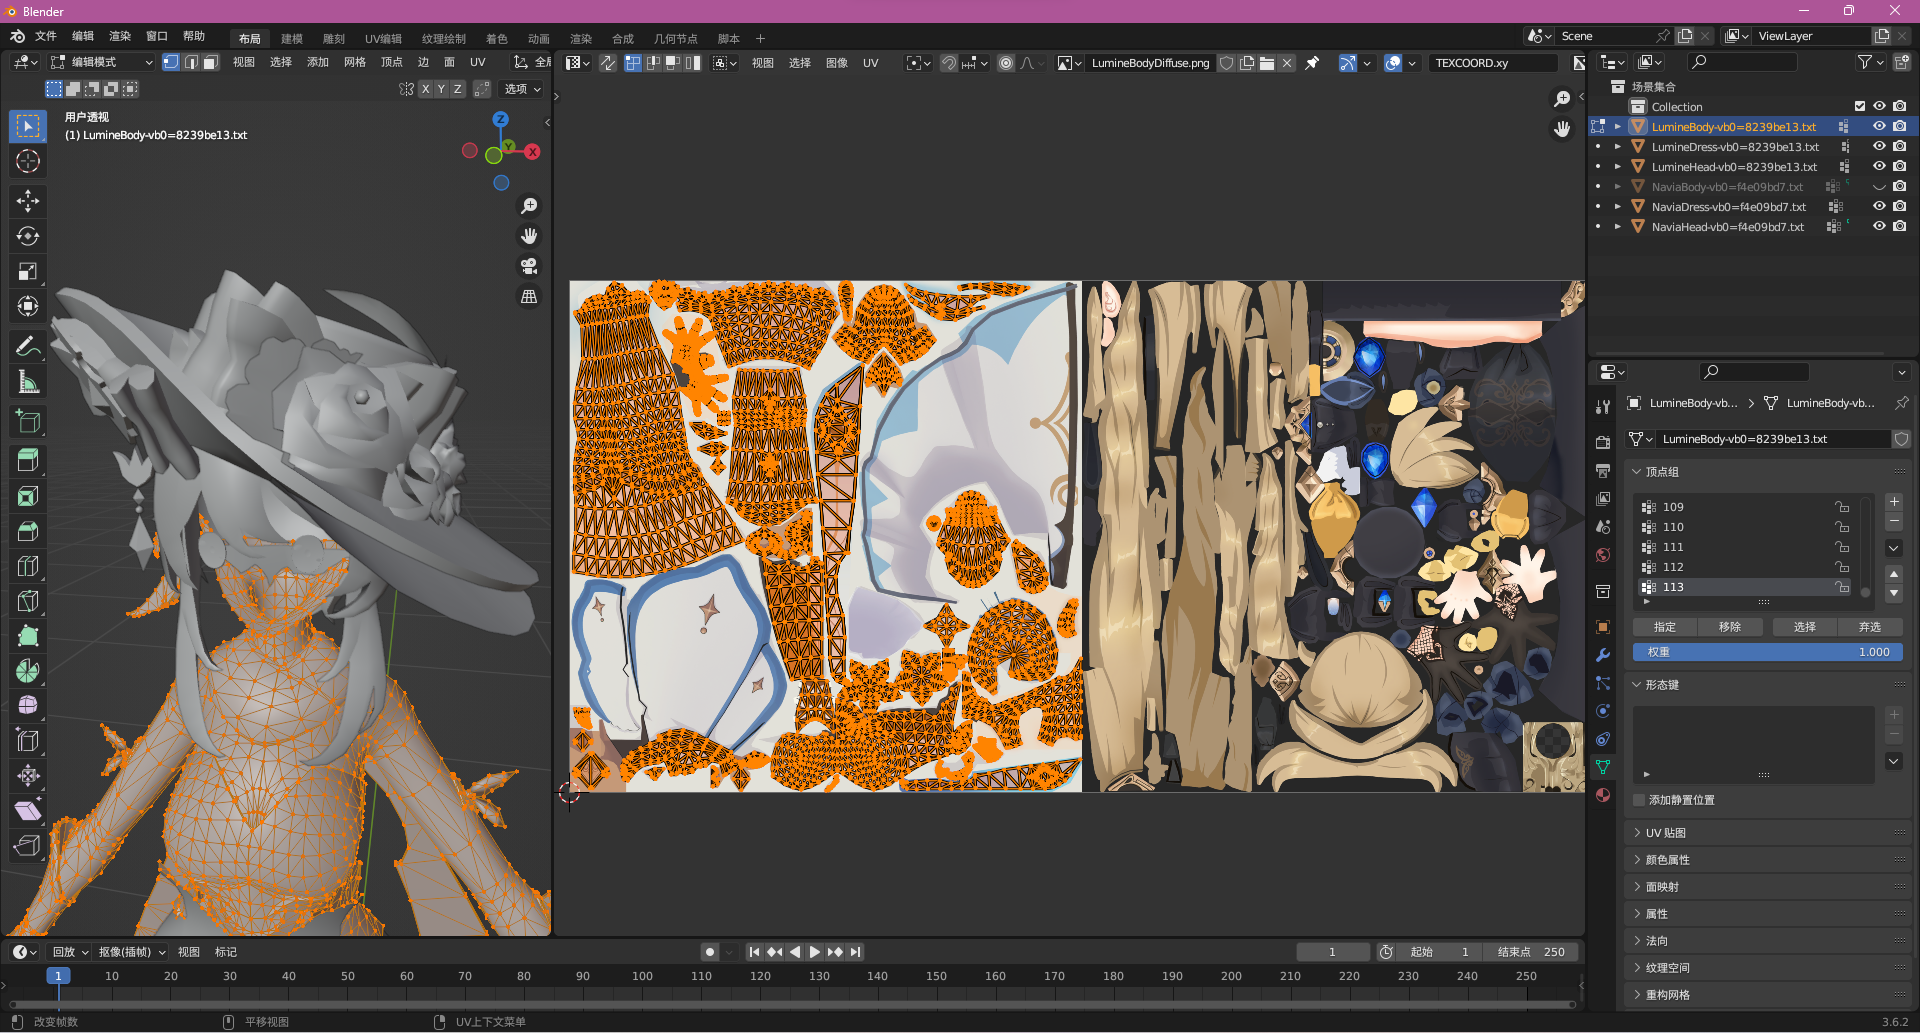 Blender
文件 编辑 渲染 窗口 帮助 布局 建模 雕刻 UV编辑 纹理绘制 着色 动画 渲染 合成 几何节点 脚本 + Scene ViewLayer
编辑模式 视图 选择 添加 网格 顶点 边 面 UV 全局
视图 选择 图像 UV LumineBodyDiffuse.png TEXCOORD.xy
X Y Z 选项
用户透视
(1) LumineBody-vb0=8239be13.txt
Z
Y
X
场景集合
Collection
LumineBody-vb0=8239be13.txt
LumineDress-vb0=8239be13.txt
LumineHead-vb0=8239be13.txt
NaviaBody-vb0=f4e09bd7.txt
NaviaDress-vb0=f4e09bd7.txt
NaviaHead-vb0=f4e09bd7.txt
LumineBody-vb... > LumineBody-vb...
LumineBody-vb0=8239be13.txt
顶点组
109
110
111
112
113
指定 移除 选择 弃选
权重 1.000
形态键
添加静置位置
UV 贴图
颜色属性
面映射
属性
法向
纹理空间
重构网格
回放 抠像(插帧) 视图 标记 1 起始 1 结束点 250
1 10 20 30 40 50 60 70 80 90 100 110 120 130 140 150 160 170 180 190 200 210 220 230 240 250
改变帧数 平移视图 UV上下文菜单 3.6.2